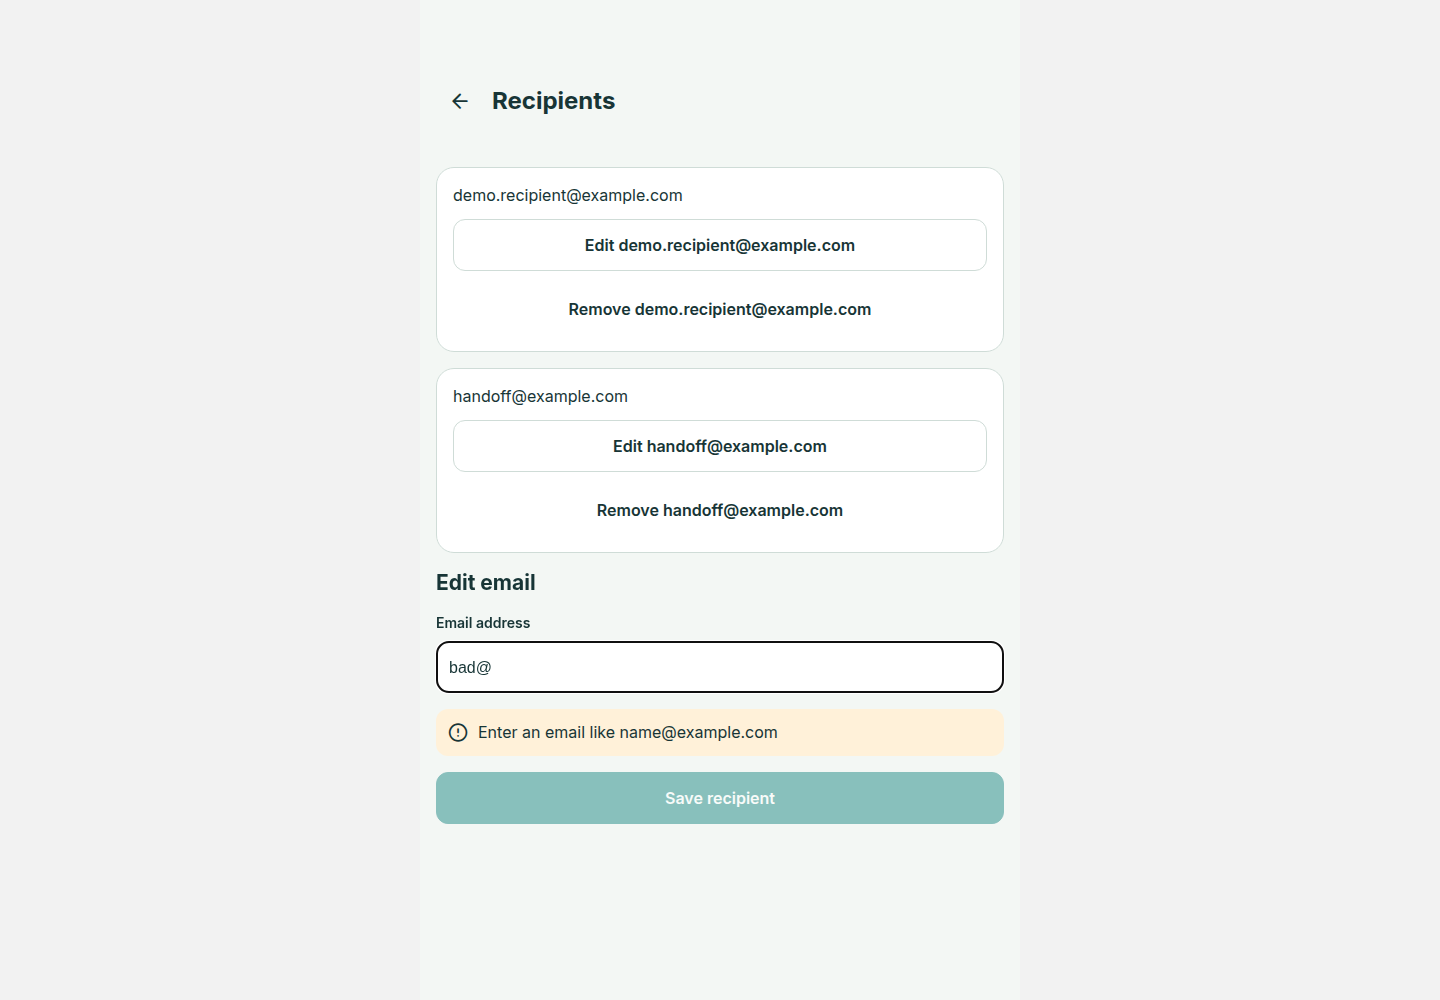 Recipients
demo.recipient@example.com
Edit demo.recipient@example.com
Remove demo.recipient@example.com
handoff@example.com
Edit handoff@example.com
Remove handoff@example.com
Edit email
Email address
bad@
Enter an email like name@example.com
Save recipient